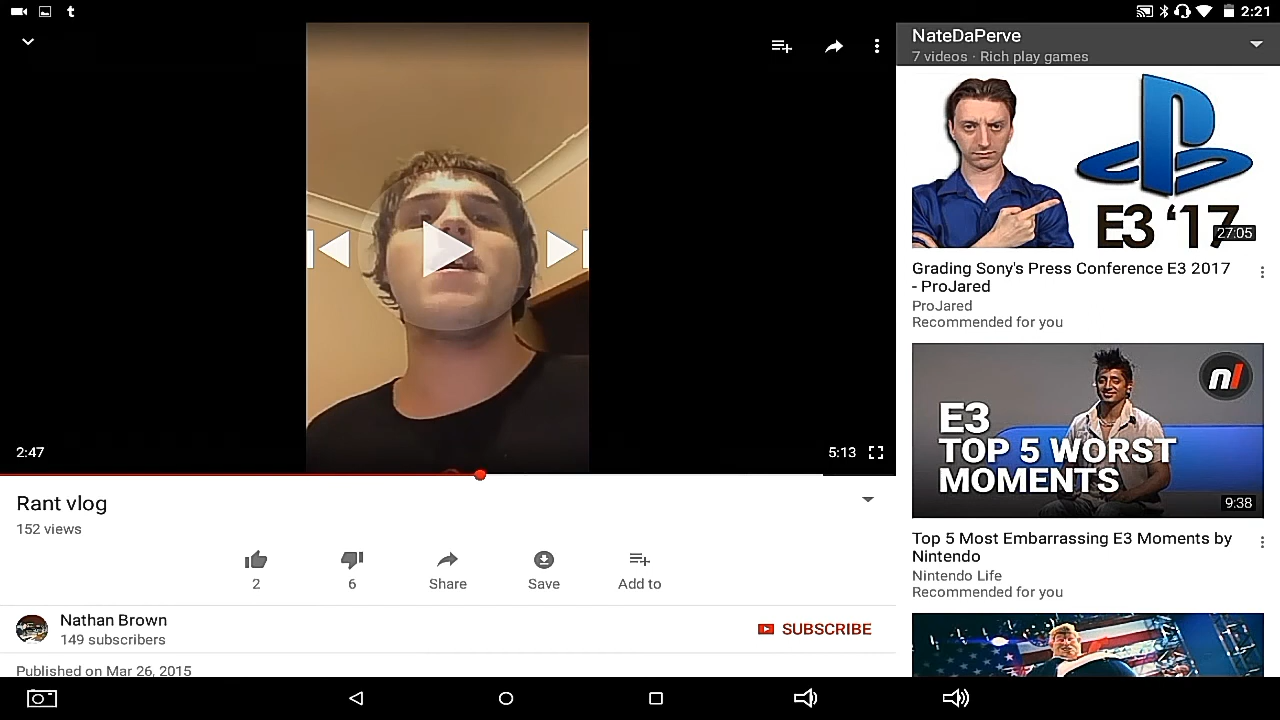 2:21
NateDaPerve
7 videos · Rich play games
2:47
5:13
Rant vlog
152 views
2
6
Share
Save
Add to
Nathan Brown
149 subscribers
SUBSCRIBE
Published on Mar 26, 2015
E3 '17
27:05
Grading Sony's Press Conference E3 2017
- ProJared
ProJared
Recommended for you
E3
TOP 5 WORST
MOMENTS
nl
9:38
Top 5 Most Embarrassing E3 Moments by
Nintendo
Nintendo Life
Recommended for you